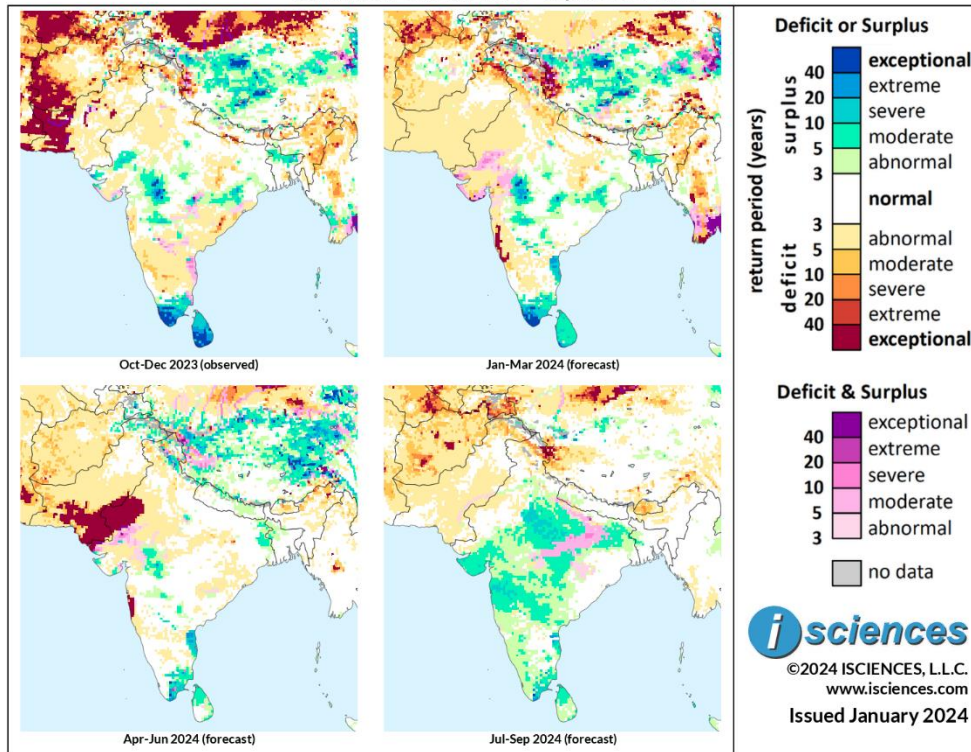 Oct-Dec 2023 (observed)
Jan-Mar 2024 (forecast)
Apr-Jun 2024 (forecast)
Jul-Sep 2024 (forecast)
Deficit or Surplus
return period (years)
surplus
deficit
exceptional
40
extreme
20
severe
10
moderate
5
abnormal
3
normal
3
abnormal
5
moderate
10
severe
20
extreme
40
exceptional
Deficit & Surplus
exceptional
40
extreme
20
severe
10
moderate
5
abnormal
3
no data
i sciences
©2024 ISCIENCES, L.L.C.
www.isciences.com
Issued January 2024